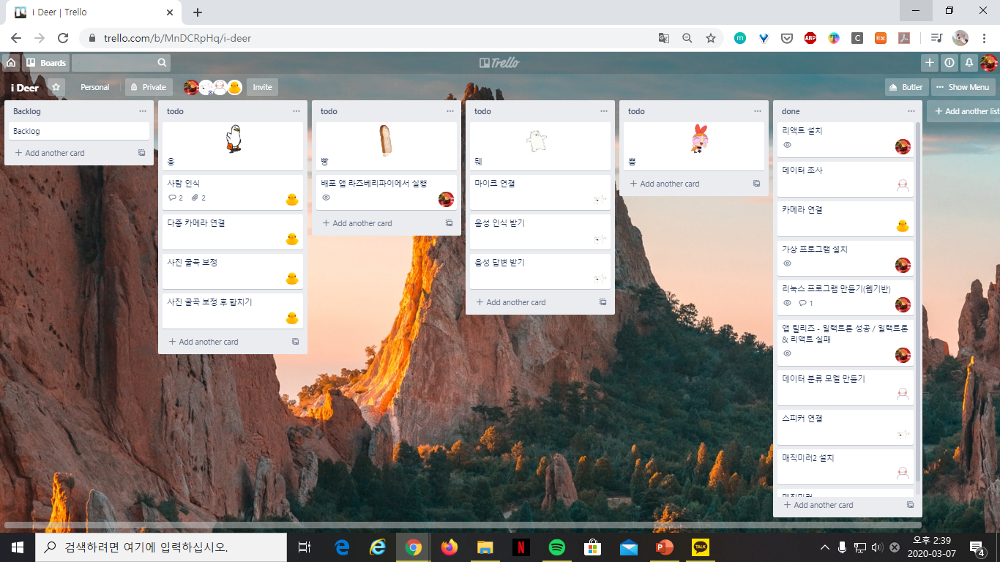 i Deer | Trello
trello.com/b/MnDCRpHq/i-deer
Boards
Trello
i Deer
Personal
Private
Invite
Butler
Show Menu
Backlog
Backlog
Add another card
todo
옹
사람 인식
2 2
다중 카메라 연결
사진 굴곡 보정
사진 굴곡 보정 후 합치기
Add another card
todo
빵
배포 앱 라즈베리파이에서 실행
Add another card
todo
뒈
마이크 연결
음성 인식 받기
음성 답변 받기
Add another card
todo
쁨
Add another card
done
리액트 설치
데이터 조사
카메라 연결
가상 프로그램 설치
리눅스 프로그램 만들기(웹기반)
1
앱 릴리즈 - 일랙트론 성공 / 일랙트론
& 리액트 실패
데이터 분류 모델 만들기
스피커 연결
매직미러2 설치
Add another card
Add another list
검색하려면 여기에 입력하십시오.
오후 2:39
2020-03-07
4
ABP
EX
TALK